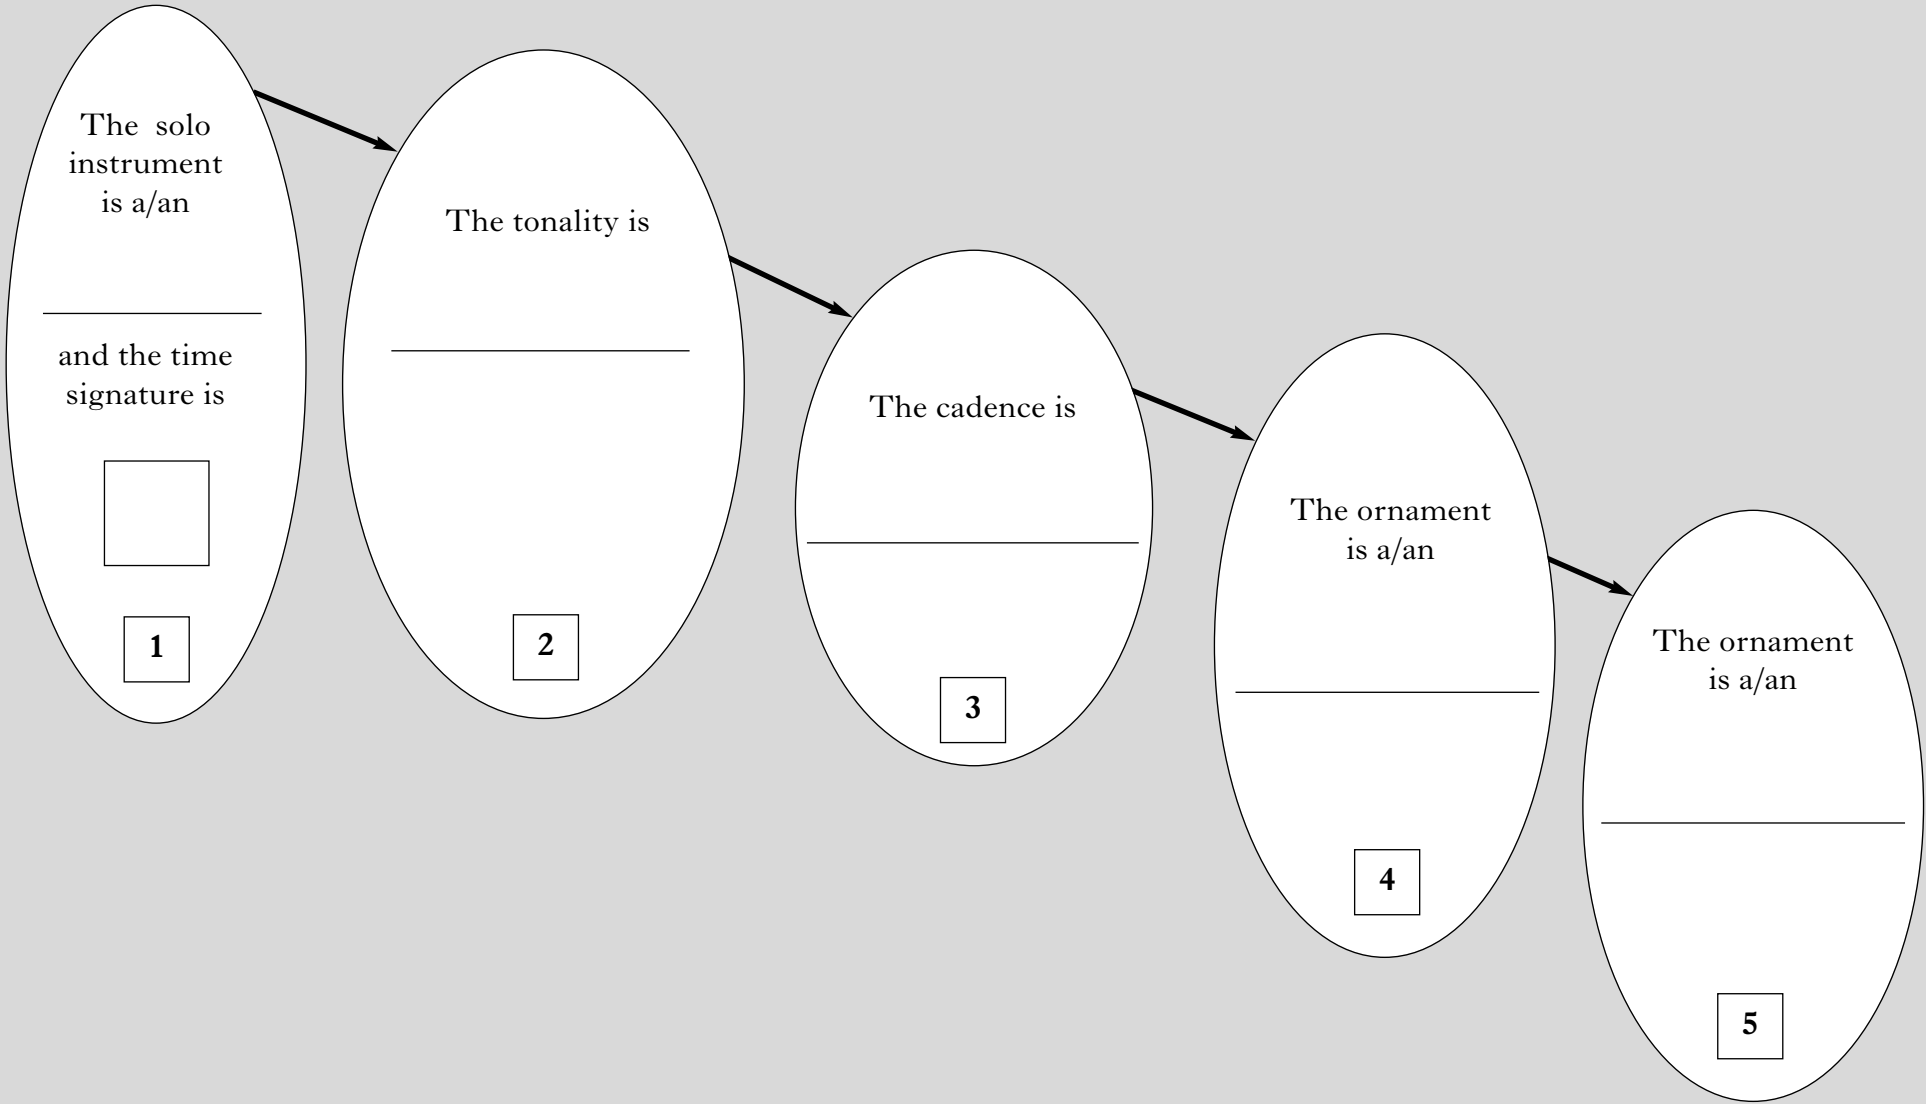 The solo
instrument
is a/an
and the time
signature is
1
The tonality is
2
The cadence is
3
The ornament
is a/an
4
The ornament
is a/an
5